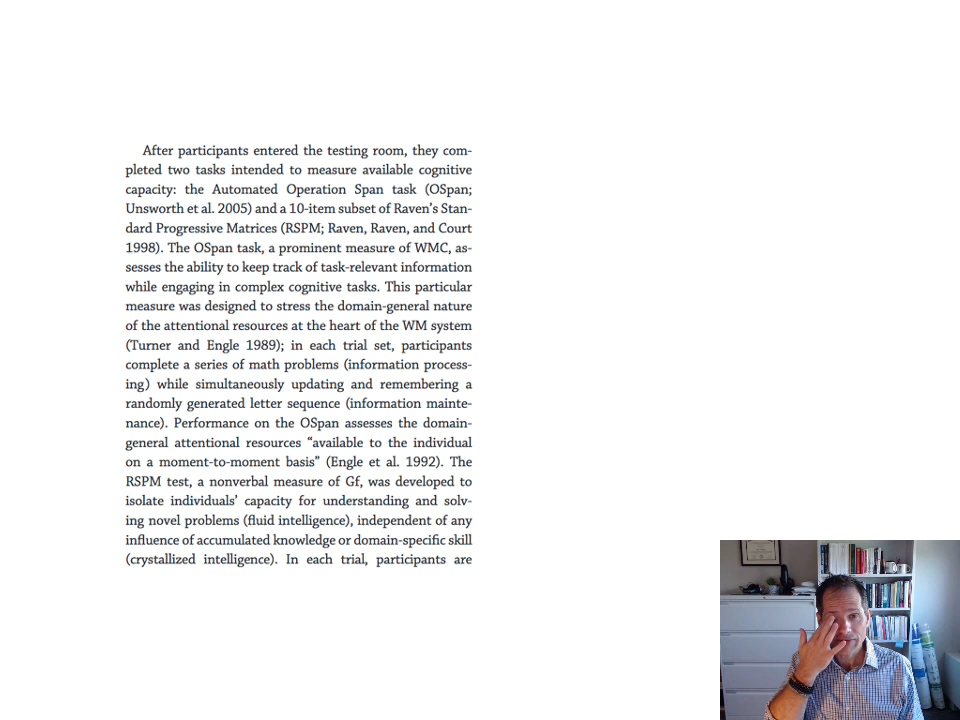 After participants entered the testing room, they com-
pleted two tasks intended to measure available cognitive
capacity: the Automated Operation Span task (OSpan;
Unsworth et al. 2005) and a 10-item subset of Raven’s Stan-
dard Progressive Matrices (RSPM; Raven, Raven, and Court
1998). The OSpan task, a prominent measure of WMC, as-
sesses the ability to keep track of task-relevant information
while engaging in complex cognitive tasks. This particular
measure was designed to stress the domain-general nature
of the attentional resources at the heart of the WM system
(Turner and Engle 1989); in each trial set, participants
complete a series of math problems (information process-
ing) while simultaneously updating and remembering a
randomly generated letter sequence (information mainte-
nance). Performance on the OSpan assesses the domain-
general attentional resources “available to the individual
on a moment-to-moment basis” (Engle et al. 1992). The
RSPM test, a nonverbal measure of Gf, was developed to
isolate individuals’ capacity for understanding and solv-
ing novel problems (fluid intelligence), independent of any
influence of accumulated knowledge or domain-specific skill
(crystallized intelligence). In each trial, participants are